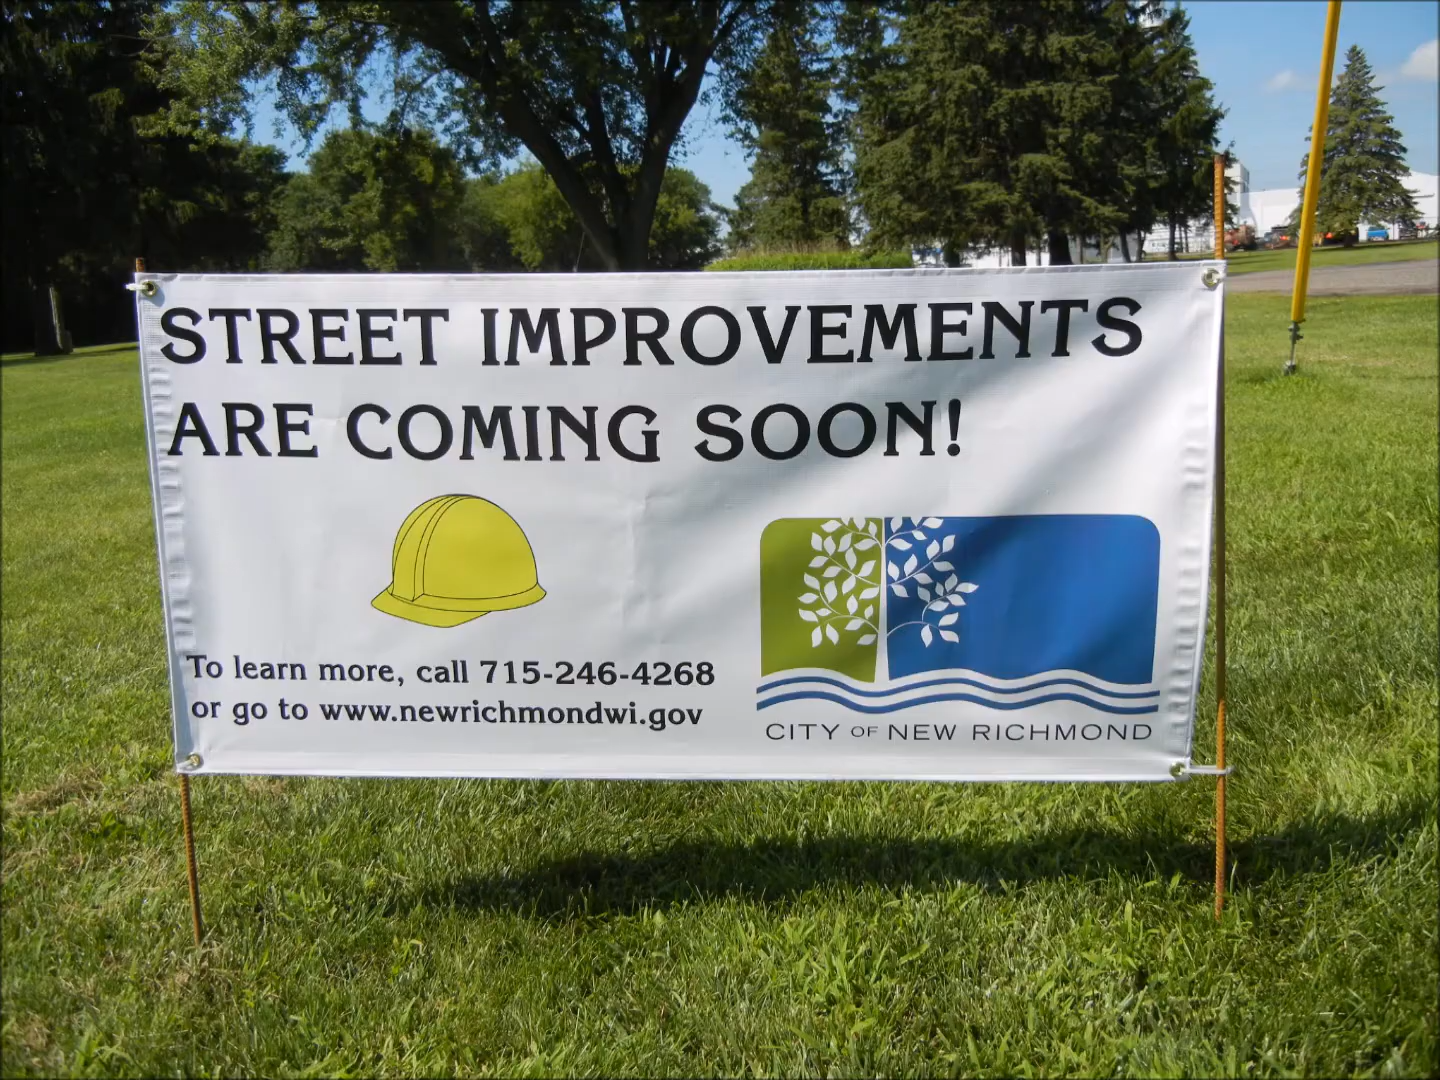 STREET IMPROVEMENTS
ARE COMING SOON!
To learn more, call 715-246-4268
or go to www.newrichmondwi.gov
CITY OF NEW RICHMOND